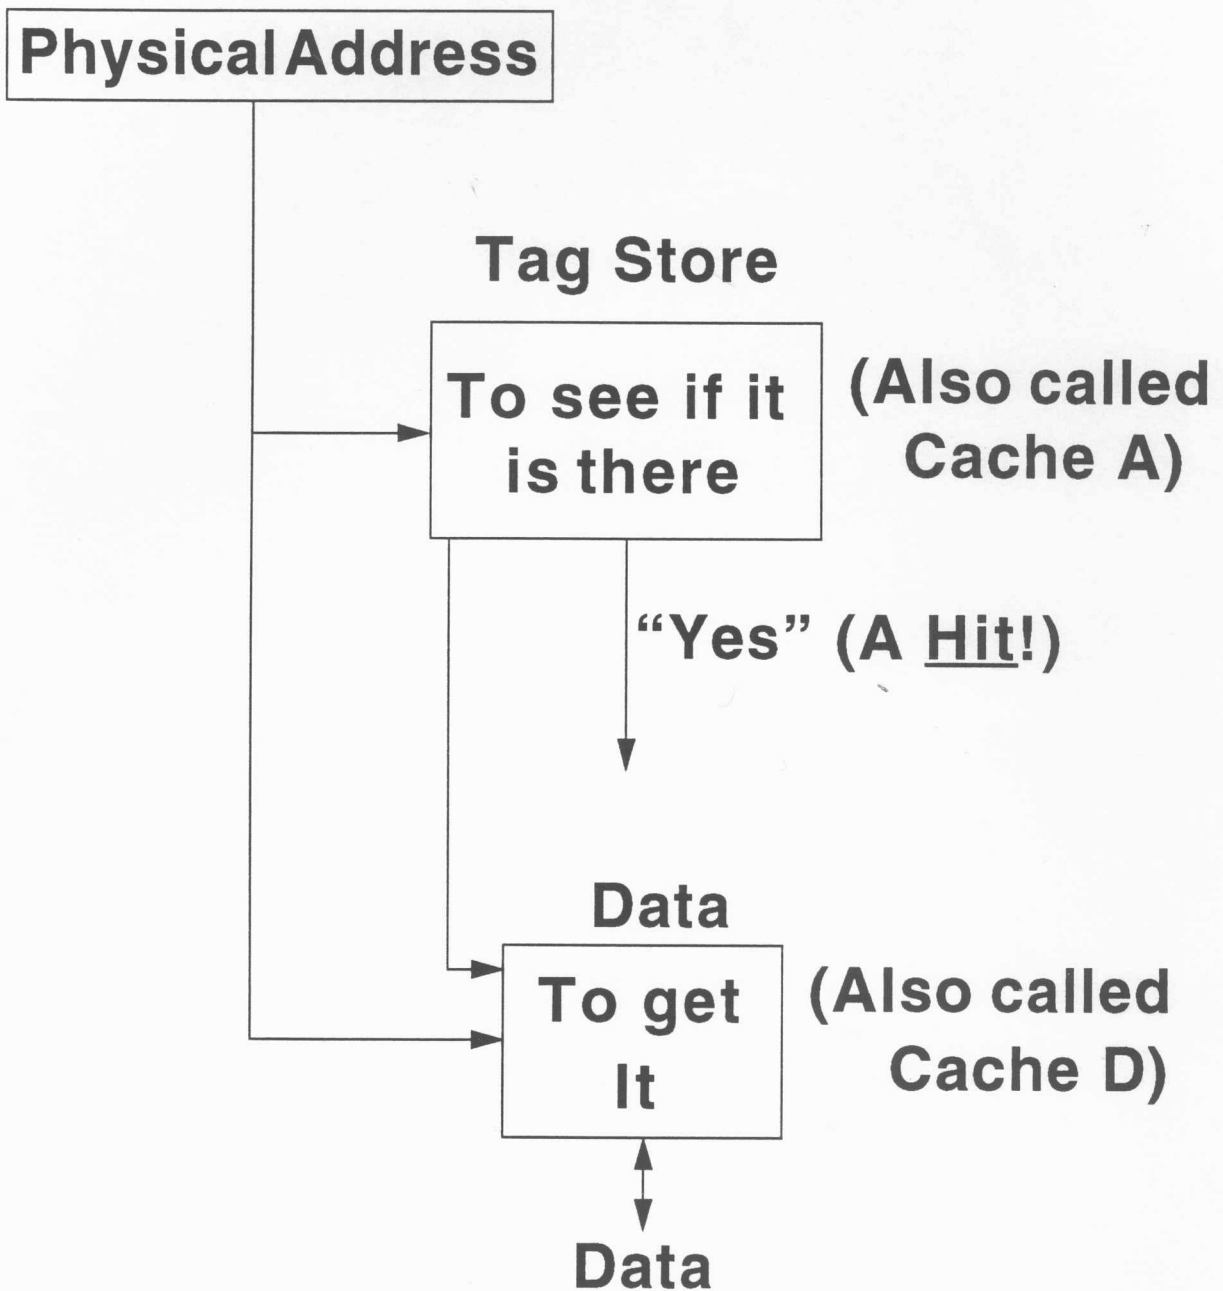 Physical Address
Tag Store
To see if it
is there
(Also called
Cache A)
“Yes” (A Hit!)
Data
To get
It
(Also called
Cache D)
Data